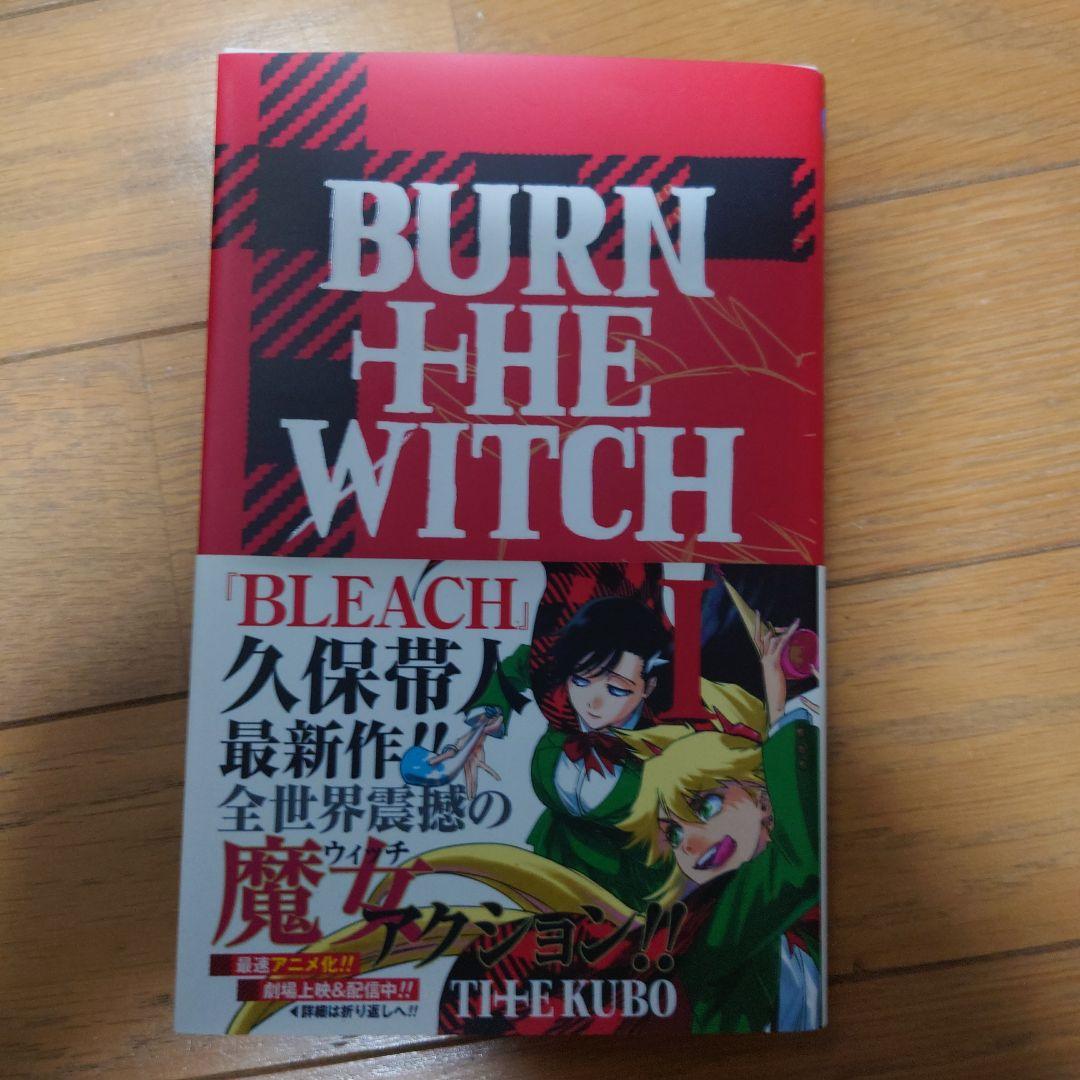 BURN
THE
WITCH
I
『BLEACH』
久保帯人
最新作!!
全世界震撼の
ウィッチ
魔女
アクション!!
最速アニメ化!!
劇場上映&配信中!!
◀詳細は折り返しへ!!
TITE KUBO